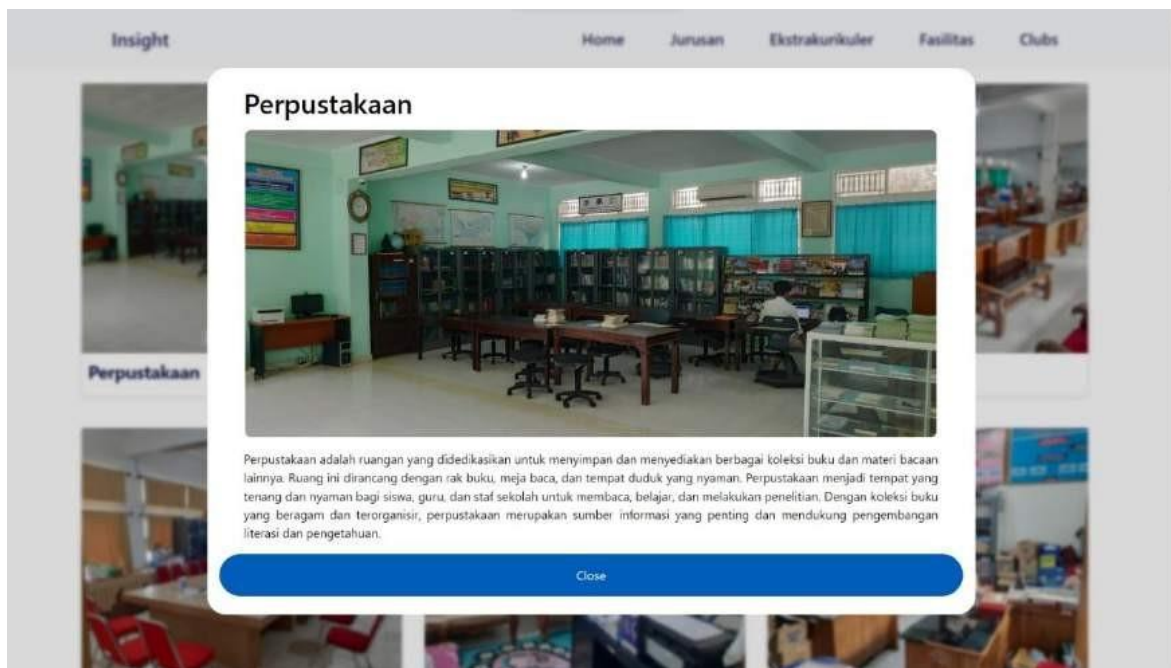 Insight
Home Jurusan Ekstrakurikuler Fasilitas Clubs
Perpustakaan
Perpustakaan adalah ruangan yang didedikasikan untuk menyimpan dan menyediakan berbagai koleksi buku dan materi bacaan
lainnya. Ruang ini dirancang dengan rak buku, meja baca, dan tempat duduk yang nyaman. Perpustakaan menjadi tempat yang
tenang dan nyaman bagi siswa, guru, dan staf sekolah untuk membaca, belajar, dan melakukan penelitian. Dengan koleksi buku
yang beragam dan terorganisir, perpustakaan merupakan sumber informasi yang penting dan mendukung pengembangan
literasi dan pengetahuan.
Close
Perpustakaan